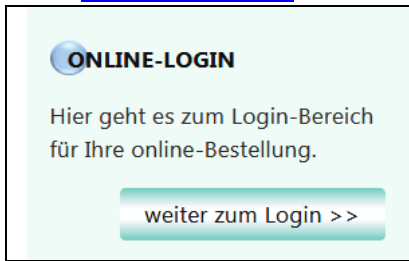 ONLINE-LOGIN
Hier geht es zum Login-Bereich
für Ihre online-Bestellung.
weiter zum Login >>